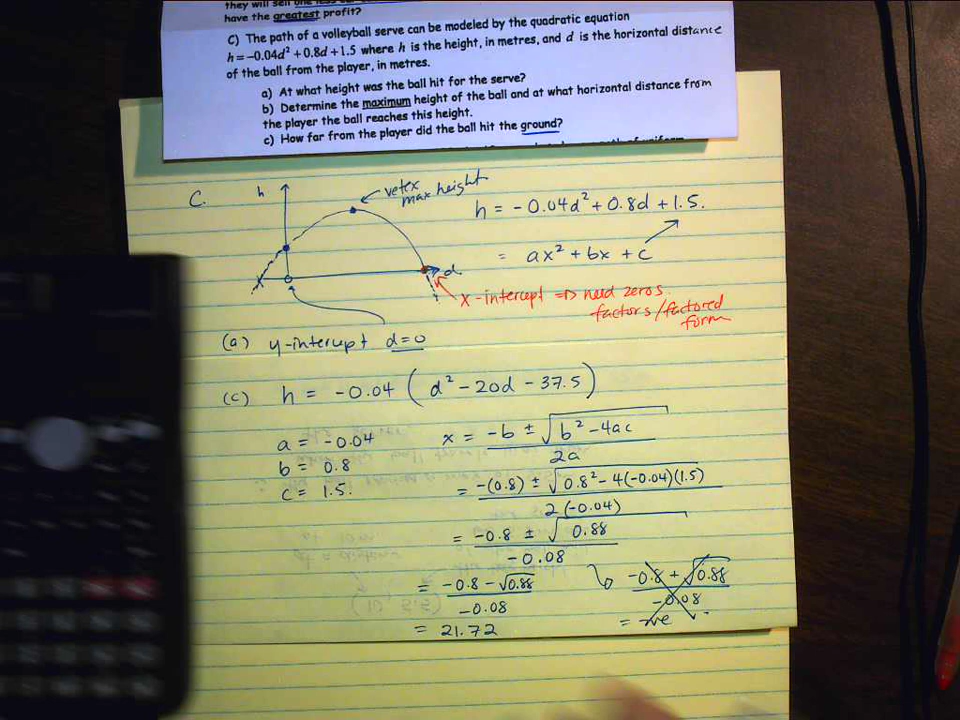 they will sell one less
have the greatest profit?
C) The path of a volleyball serve can be modeled by the quadratic equation
h=-0.04d² +0.8d +1.5 where h is the height, in metres, and d is the horizontal distance
of the ball from the player, in metres.
a) At what height was the ball hit for the serve?
b) Determine the maximum height of the ball and at what horizontal distance from
the player the ball reaches this height.
c) How far from the player did the ball hit the ground?
C.
h
vetex
max height
h = -0.04d² + 0.8d + 1.5.
= ax² + bx + c
d
x-intercept ⇒ need zeros
factors/factored
form
(a) y-intercept d=0
(c) h = -0.04 ( d² - 20d - 37.5 )
a = -0.04
b = 0.8
c = 1.5.
x = -b ± √b² - 4ac
2a
= -(0.8) ± √0.8² - 4(-0.04)(1.5)
2(-0.04)
= -0.8 ± √0.88
-0.08
= -0.8 - √0.88
-0.08
= 21.72
-0.8 + √0.88
-0.08
= -ve